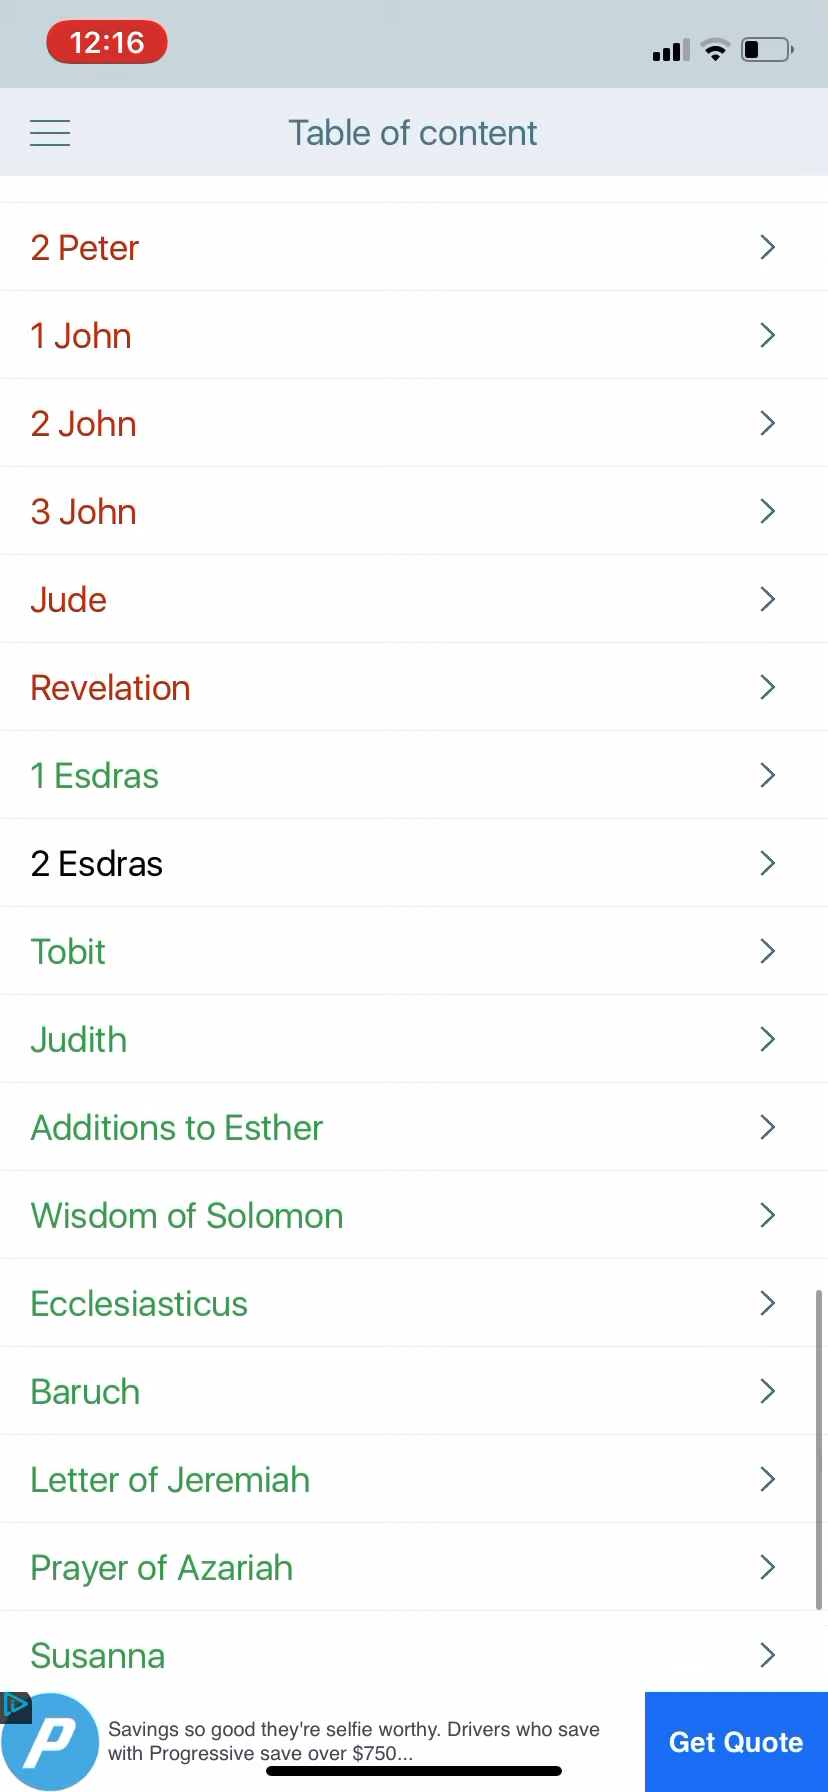 12:16
Table of content
2 Peter
1 John
2 John
3 John
Jude
Revelation
1 Esdras
2 Esdras
Tobit
Judith
Additions to Esther
Wisdom of Solomon
Ecclesiasticus
Baruch
Letter of Jeremiah
Prayer of Azariah
Susanna
Savings so good they're selfie worthy. Drivers who save
with Progressive save over $750...
Get Quote